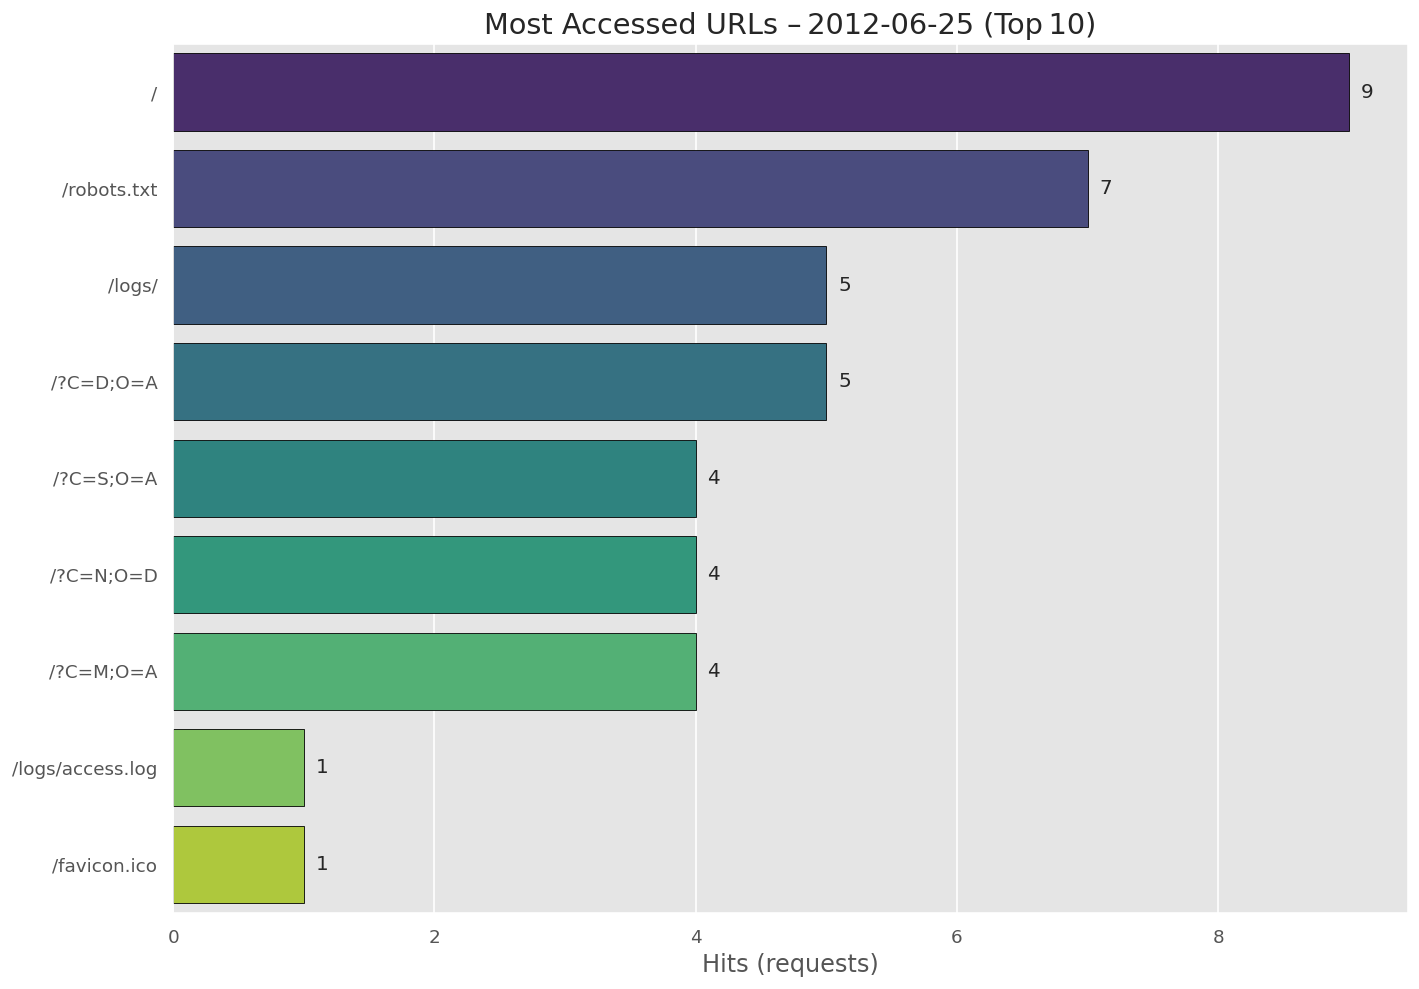 Most Accessed URLs – 2012-06-25 (Top 10)
/ 9
/robots.txt 7
/logs/ 5
/?C=D;O=A 5
/?C=S;O=A 4
/?C=N;O=D 4
/?C=M;O=A 4
/logs/access.log 1
/favicon.ico 1
0 2 4 6 8
Hits (requests)